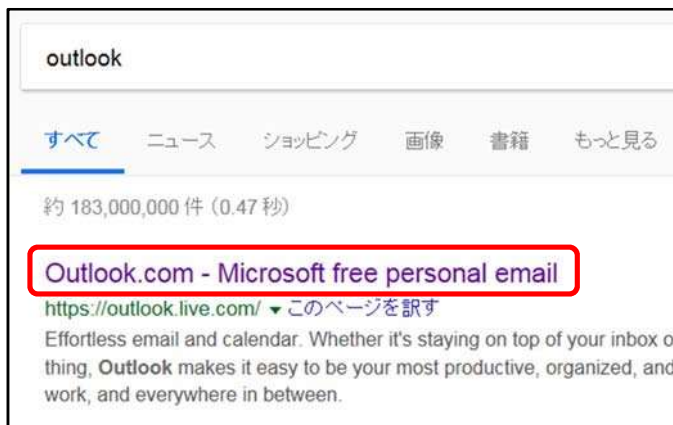 outlook
すべて ニュース ショッピング 画像 書籍 もっと見る
約 183,000,000 件 (0.47 秒)
Outlook.com - Microsoft free personal email
https://outlook.live.com/ ▼ このページを訳す
Effortless email and calendar. Whether it's staying on top of your inbox o
thing, Outlook makes it easy to be your most productive, organized, and
work, and everywhere in between.